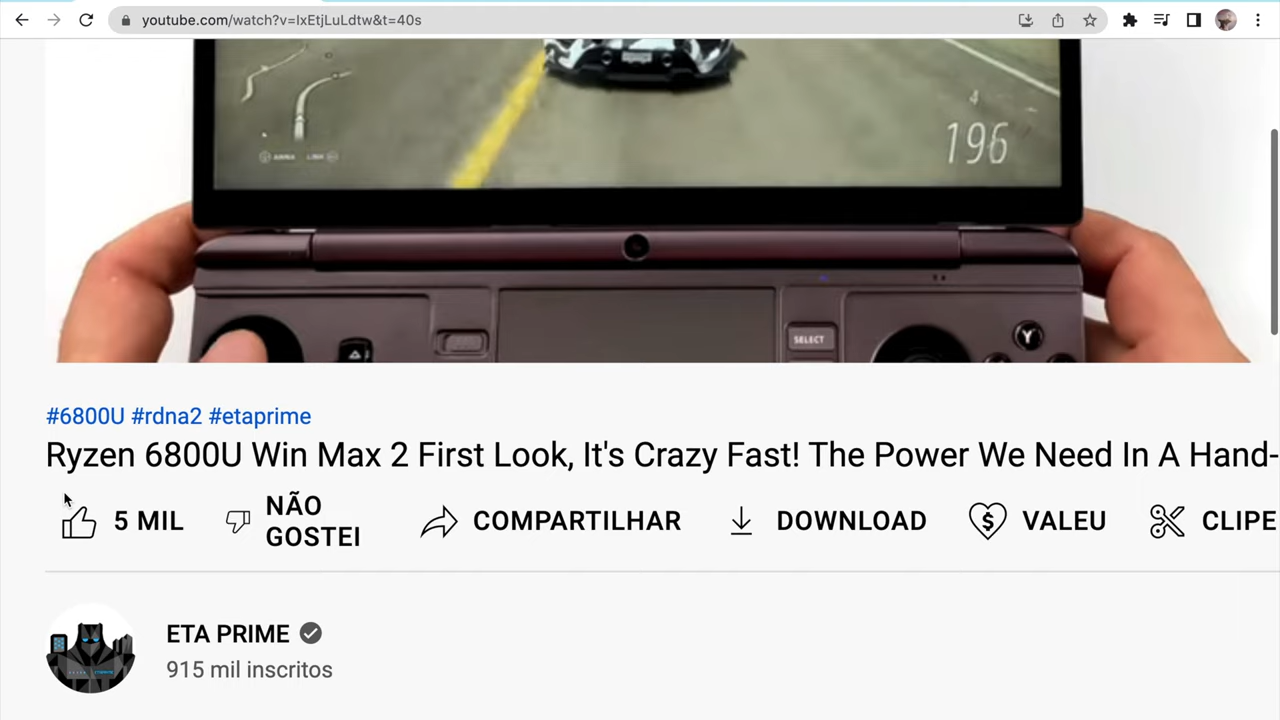 youtube.com/watch?v=IxEtjLuLdtw&t=40s
4
196
SELECT
Y
#6800U #rdna2 #etaprime
Ryzen 6800U Win Max 2 First Look, It's Crazy Fast! The Power We Need In A Hand-
5 MIL
NÃO
GOSTEI
COMPARTILHAR
DOWNLOAD
VALEU
CLIPE
ETA PRIME
915 mil inscritos